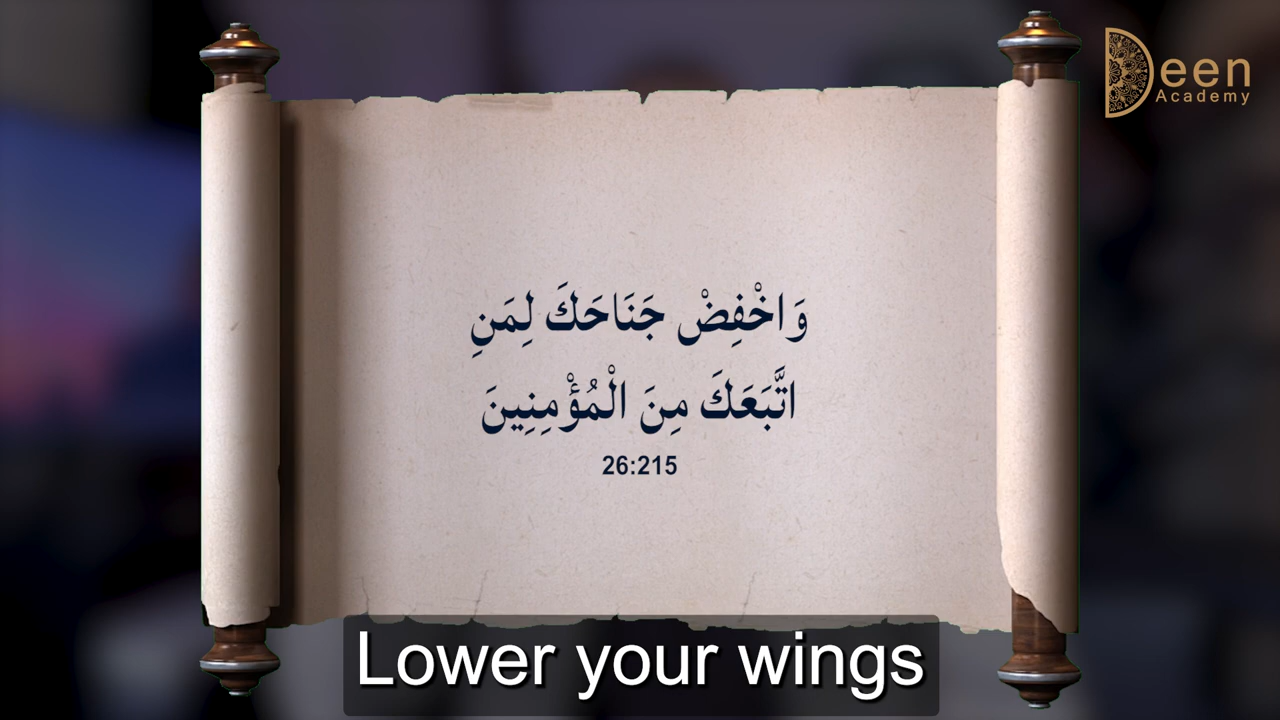 Deen
Academy
وَاخْفِضْ جَنَاحَكَ لِمَنِ
اتَّبَعَكَ مِنَ الْمُؤْمِنِينَ
26:215
Lower your wings